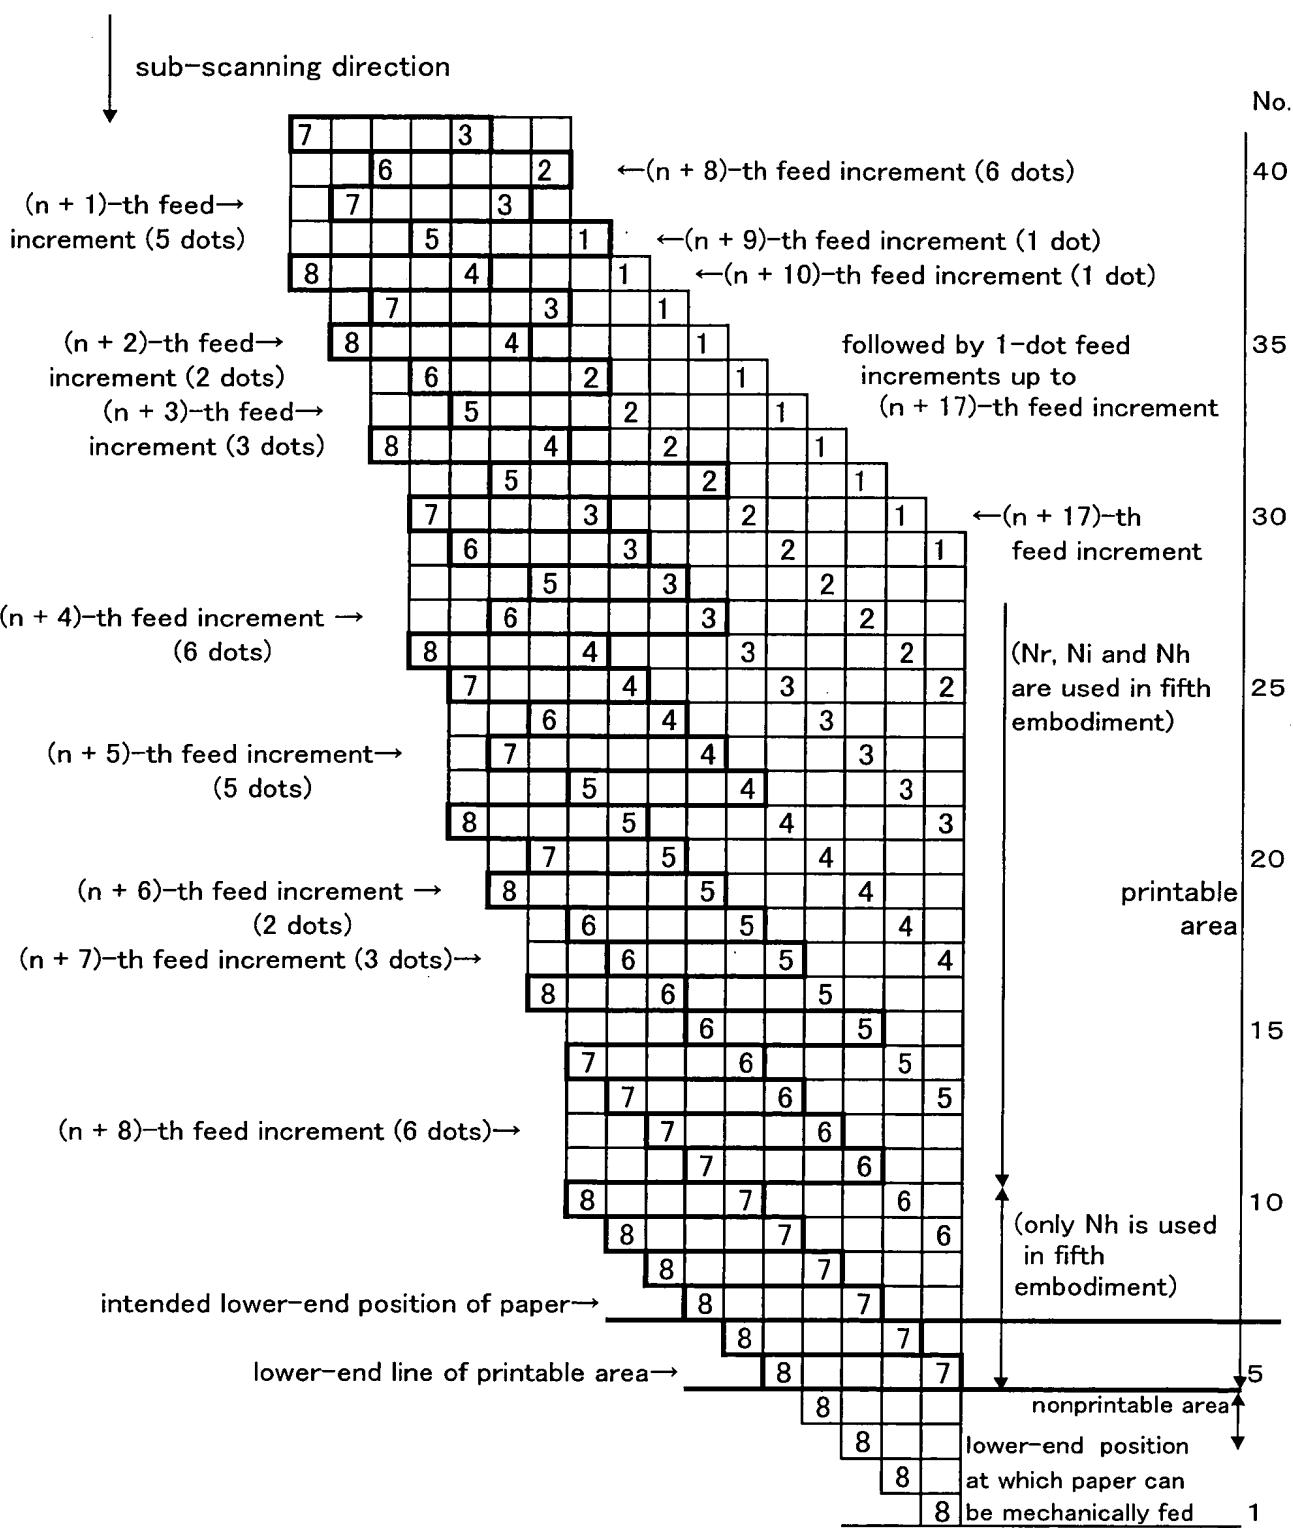 sub-scanning direction
No.
7 3
6 2 ←(n + 8)-th feed increment (6 dots) 40
(n + 1)-th feed→ 7 3
increment (5 dots) 5 1 ←(n + 9)-th feed increment (1 dot)
8 4 1 ←(n + 10)-th feed increment (1 dot)
7 3 1
(n + 2)-th feed→ 8 4 1 followed by 1-dot feed 35
increment (2 dots) 6 2 1 increments up to
(n + 3)-th feed→ 5 2 1 (n + 17)-th feed increment
increment (3 dots) 8 4 2 1
5 2 1
7 3 2 1 ←(n + 17)-th 30
6 3 2 1 feed increment
5 3 2
(n + 4)-th feed increment → 6 3 2
(6 dots) 8 4 3 2 (Nr, Ni and Nh
7 4 3 2 are used in fifth 25
6 4 3 embodiment)
(n + 5)-th feed increment→ 7 4 3
(5 dots) 5 4 3
8 5 4 3
7 5 4 20
(n + 6)-th feed increment → 8 5 4 printable
(2 dots) 6 5 4 area
(n + 7)-th feed increment (3 dots)→ 6 5 4
8 6 5
6 5 15
7 6 5
7 6 5
(n + 8)-th feed increment (6 dots)→ 7 6
7 6
8 7 6 10
8 7 6 (only Nh is used
8 7 in fifth
embodiment)
intended lower-end position of paper→ 8 7
8 7
lower-end line of printable area→ 8 7 5
8 nonprintable area
8 lower-end position
8 at which paper can
8 be mechanically fed 1